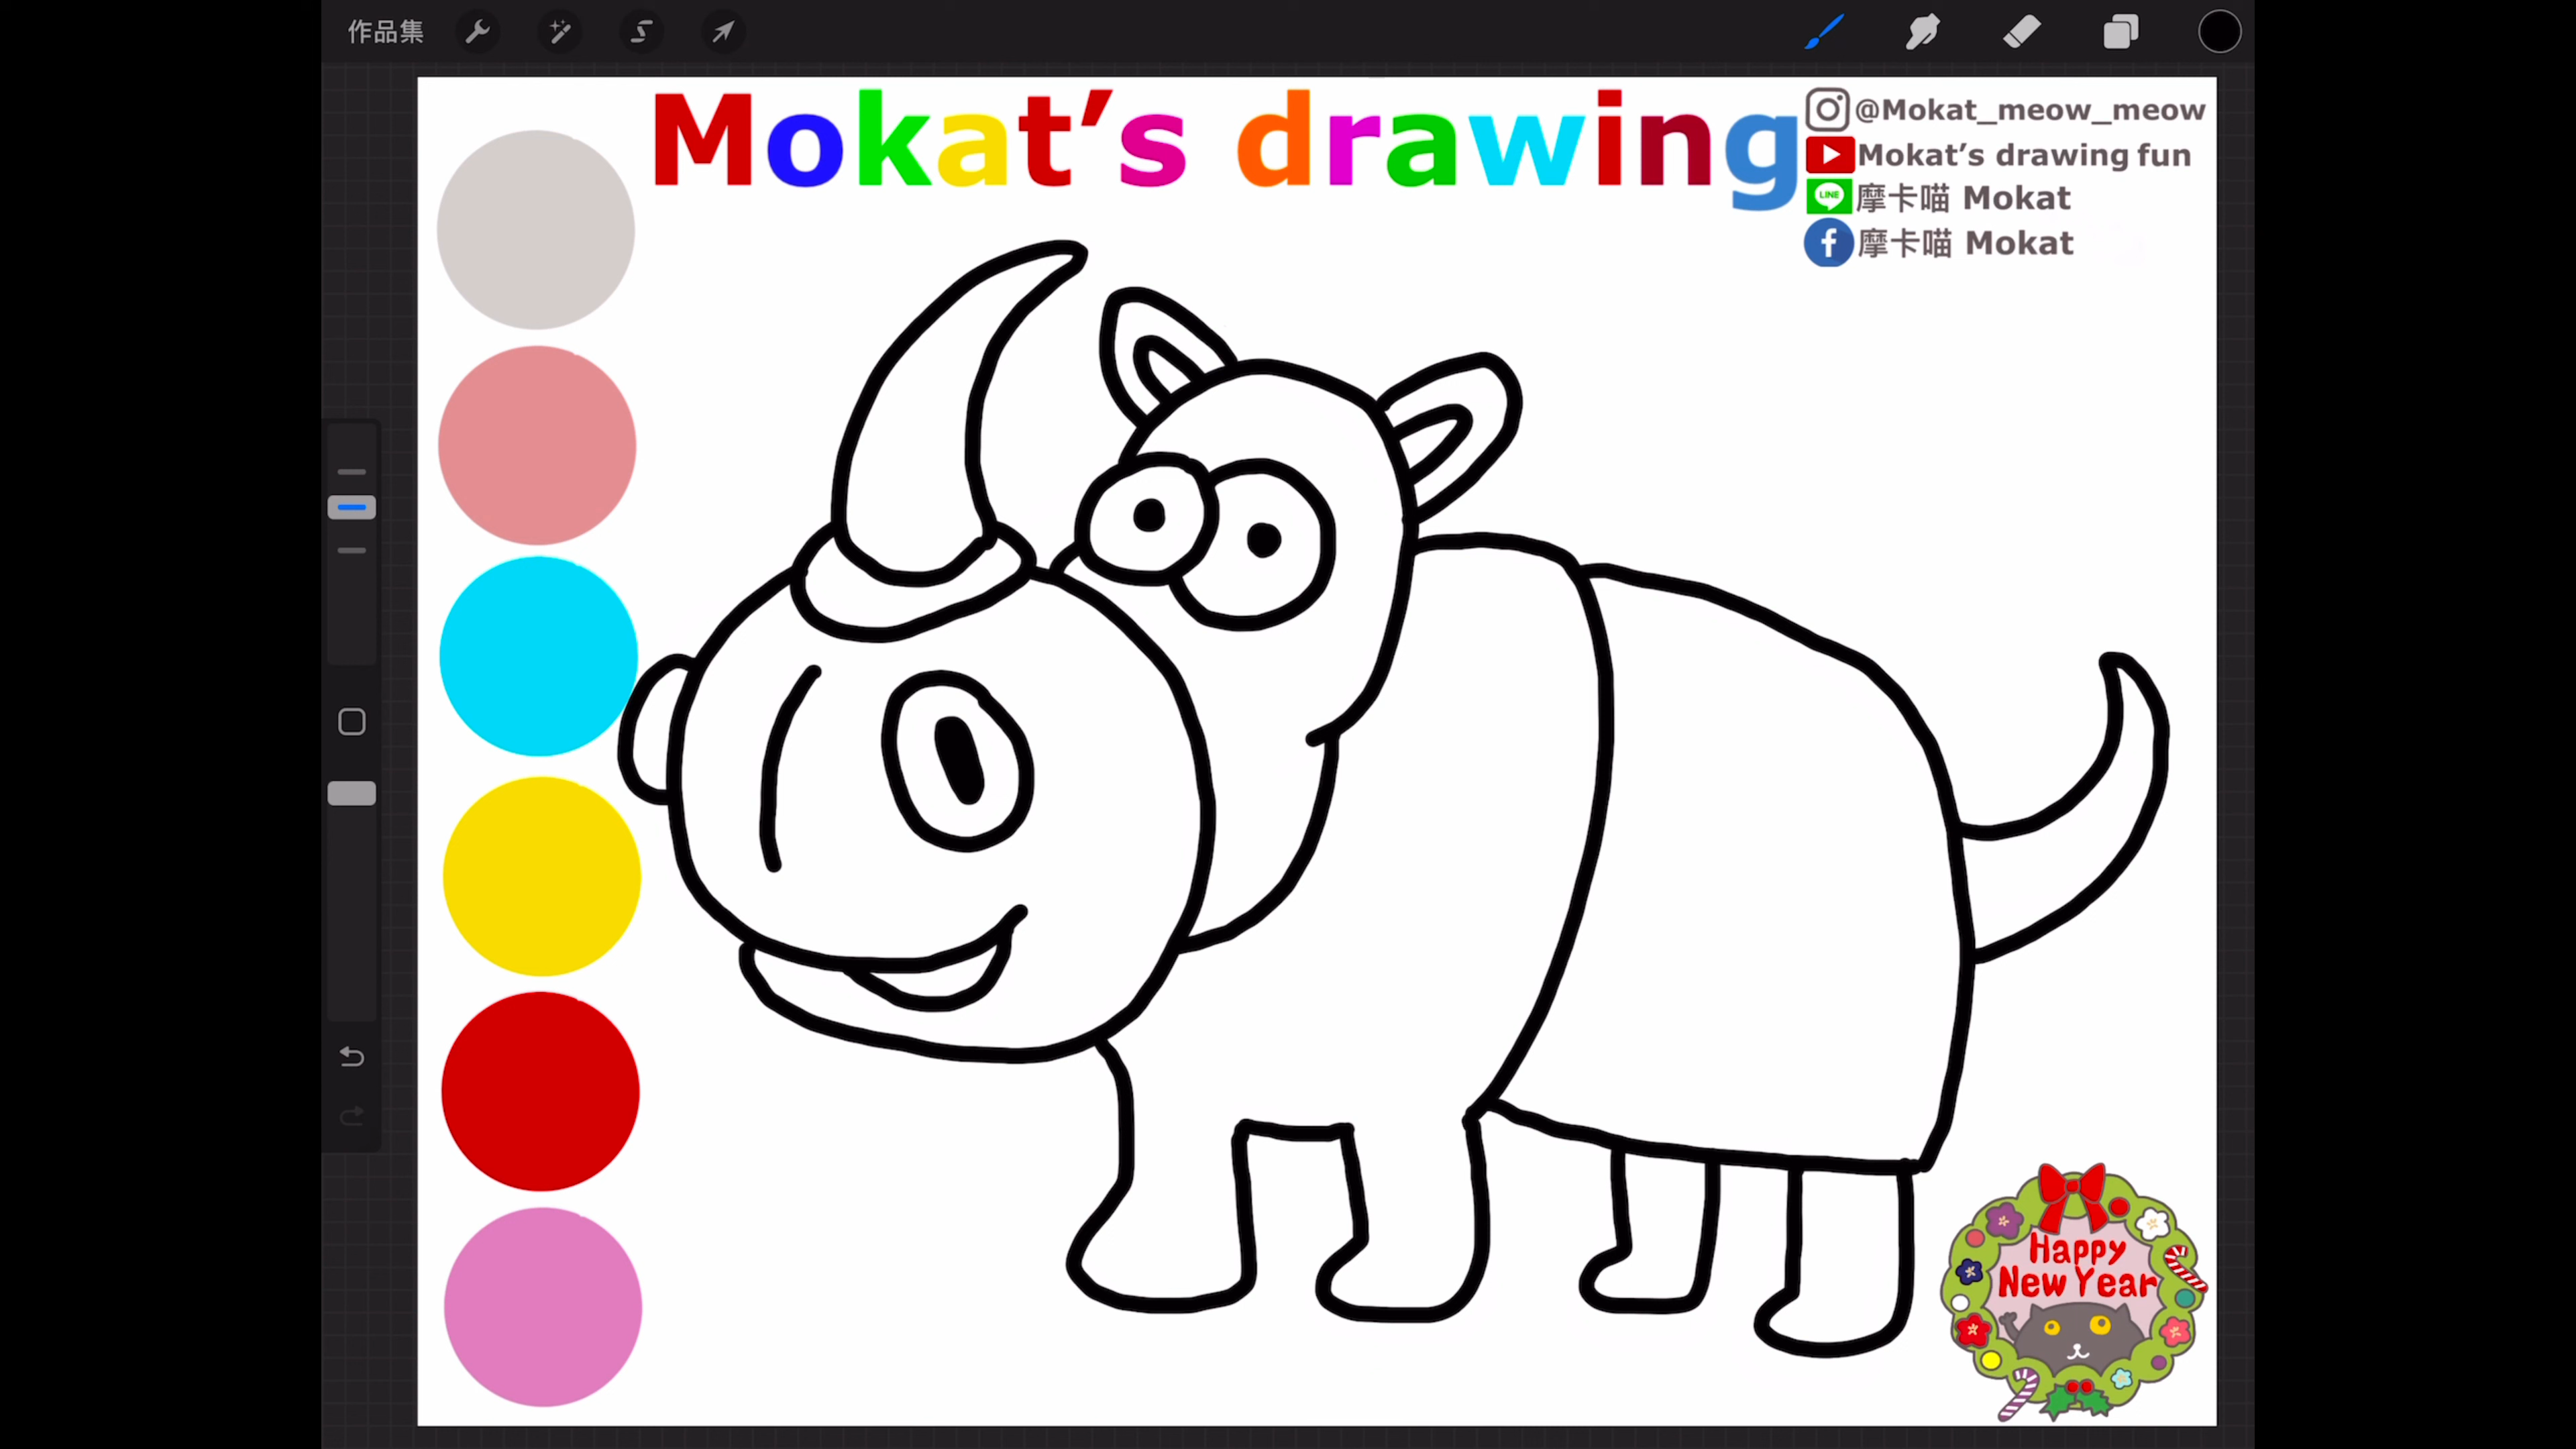 作品集
Mokat’s drawing
@Mokat_meow_meow
Mokat’s drawing fun
LINE
摩卡喵 Mokat
f
摩卡喵 Mokat
Happy
New Year